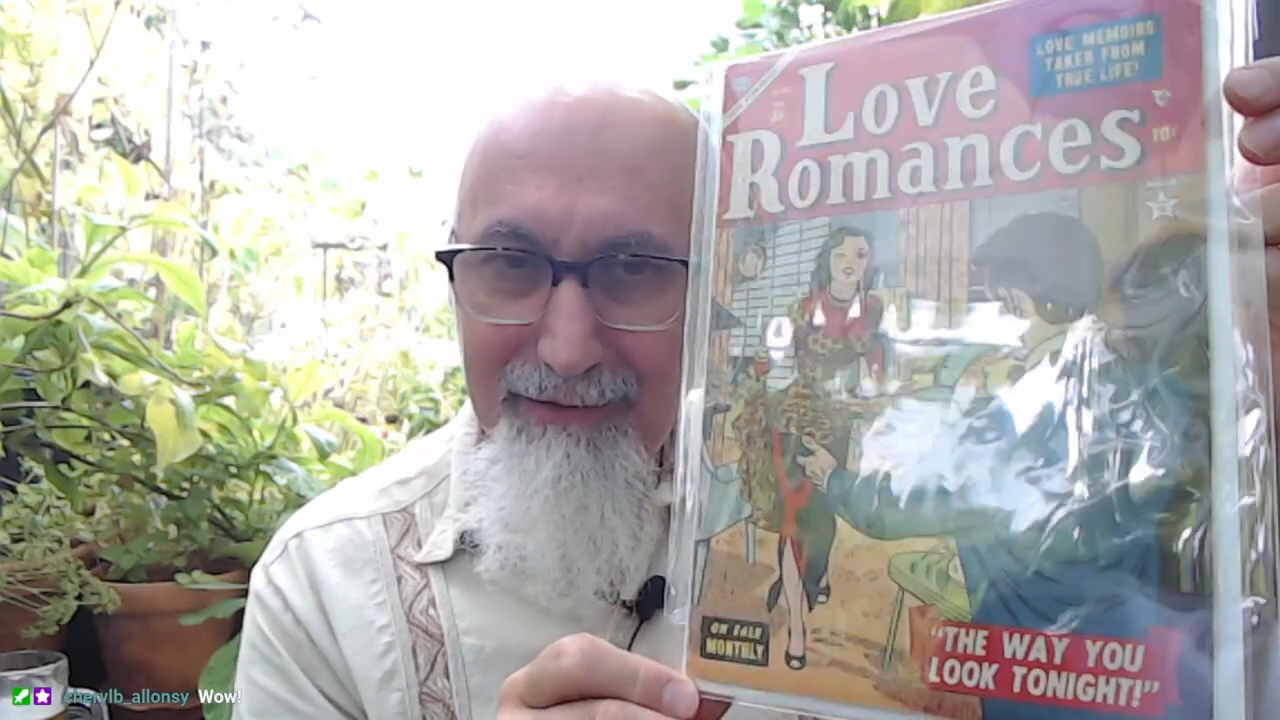 LOVE MEMOIRS
TAKEN FROM
TRUE LIFE!
LOVE
ROMANCES
10¢
ON SALE
MONTHLY
"THE WAY YOU
LOOK TONIGHT!"
cherylb_allonsy Wow!